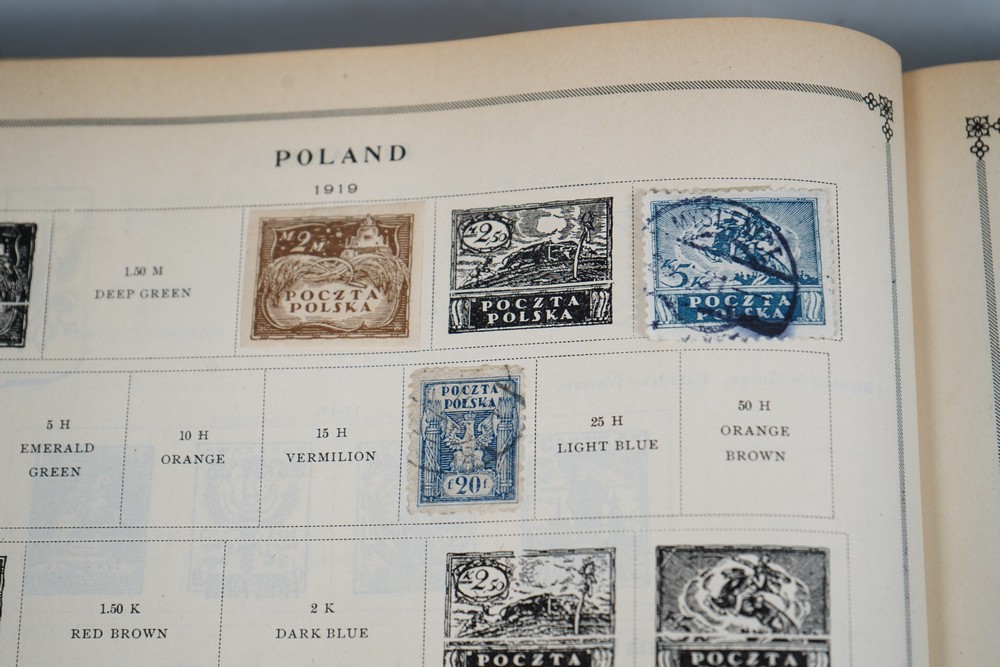 POLAND
1919
1.50 M
DEEP GREEN
M 2 M
POCZTA
POLSKA
2.50
POCZTA
POLSKA
5
POCZTA
POLSKA
5 H
EMERALD
GREEN
10 H
ORANGE
15 H
VERMILION
POCZTA
POLSKA
f 20 f
25 H
LIGHT BLUE
50 H
ORANGE
BROWN
1.50 K
RED BROWN
2 K
DARK BLUE
2.50
POCZTA
POCZTA